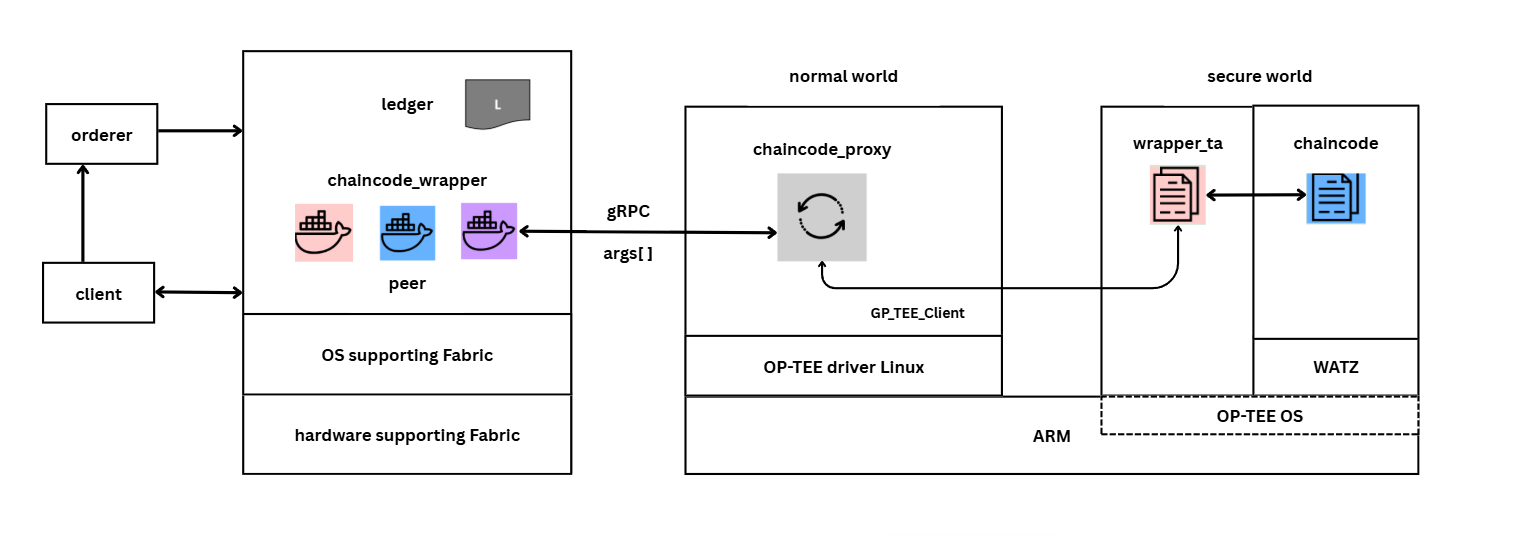 normal world
secure world
ledger
L
orderer
wrapper_ta
chaincode
chaincode_proxy
chaincode_wrapper
gRPC
args[ ]
peer
client
GP_TEE_Client
OS supporting Fabric
OP-TEE driver Linux
WATZ
OP-TEE OS
hardware supporting Fabric
ARM